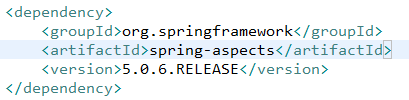 <dependency>
    <groupId>org.springframework</groupId>
    <artifactId>spring-aspects</artifactId>
    <version>5.0.6.RELEASE</version>
</dependency>